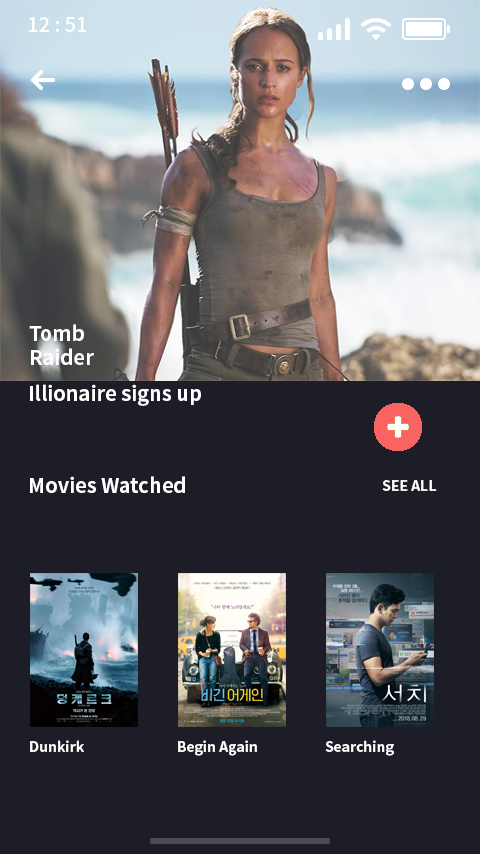 12 : 51
Tomb
Raider
Illionaire signs up
Movies Watched
SEE ALL
덩케르크
비긴 어게인
서치
2018.08.29
Dunkirk
Begin Again
Searching